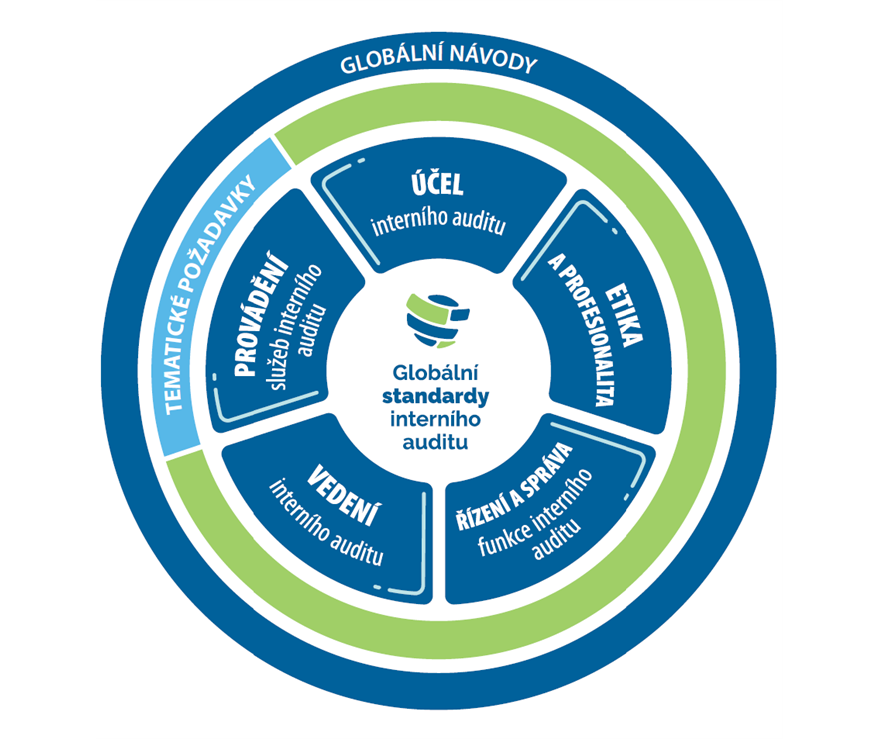 GLOBÁLNÍ NÁVODY
TEMATICKÉ POŽADAVKY
ÚČEL
interního auditu
ETIKA
A PROFESIONALITA
ŘÍZENÍ A SPRÁVA
funkce interního
auditu
VEDENÍ
interního auditu
PROVÁDĚNÍ
služeb interního
auditu
Globální
standardy
interního
auditu